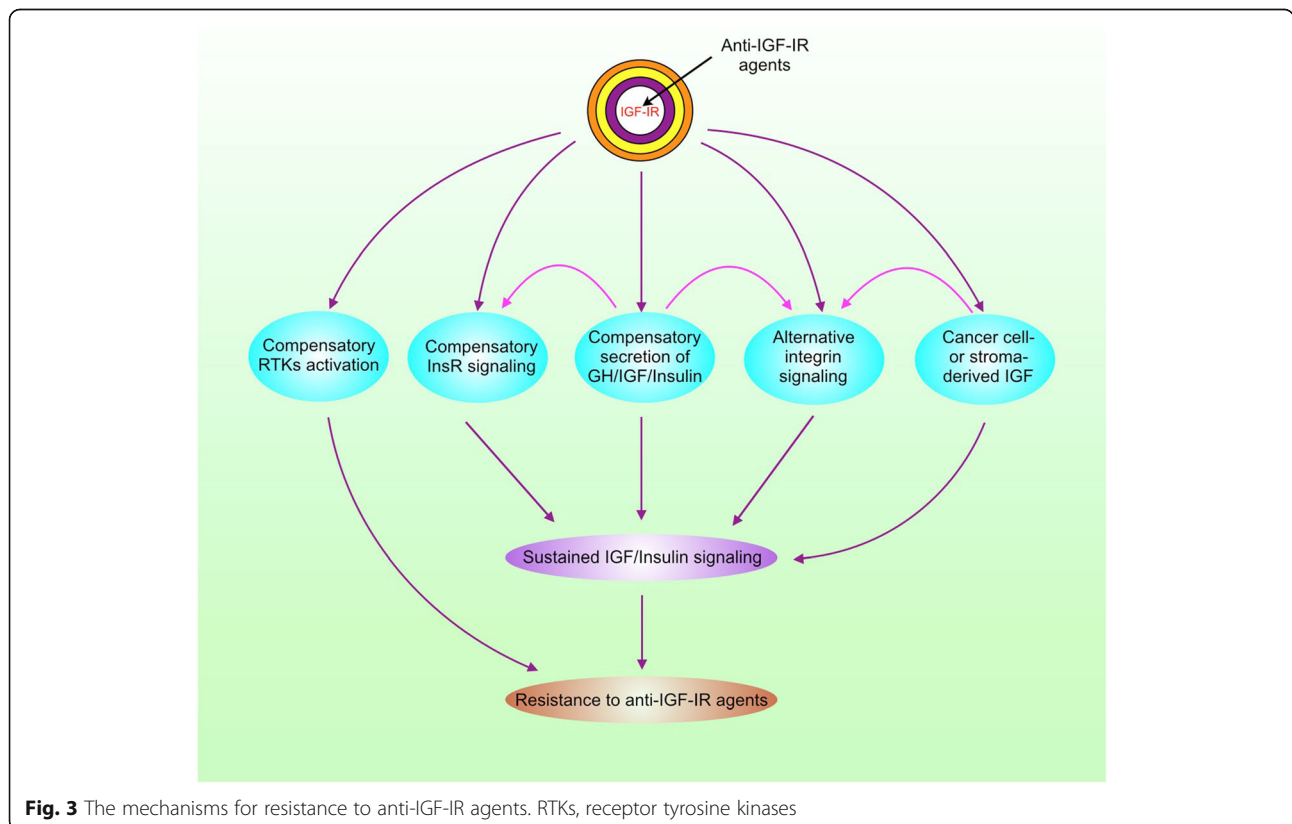 Anti-IGF-IR
agents
IGF-IR
Compensatory
RTKs activation
Compensatory
InsR signaling
Compensatory
secretion of
GH/IGF/Insulin
Alternative
integrin
signaling
Cancer cell-
or stroma-
derived IGF
Sustained IGF/Insulin signaling
Resistance to anti-IGF-IR agents
Fig. 3 The mechanisms for resistance to anti-IGF-IR agents. RTKs, receptor tyrosine kinases